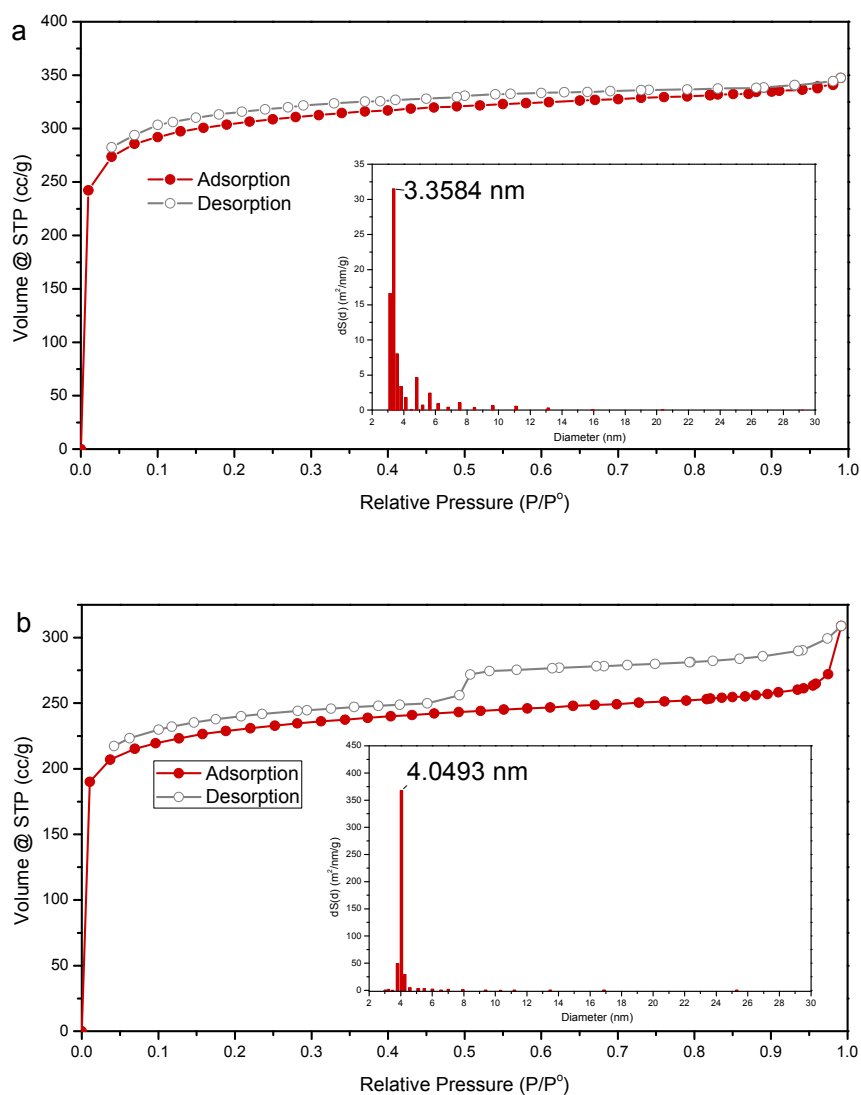 a
400
350
300
250
200
150
100
50
0
Volume @ STP (cc/g)
0.0 0.1 0.2 0.3 0.4 0.5 0.6 0.7 0.8 0.9 1.0
Relative Pressure (P/P⁰)
Adsorption
Desorption
35
30
25
20
15
10
5
0
dS(d) (m²/nm/g)
3.3584 nm
2 4 6 8 10 12 14 16 18 20 22 24 26 28 30
Diameter (nm)
b
300
250
200
150
100
50
0
Volume @ STP (cc/g)
0.0 0.1 0.2 0.3 0.4 0.5 0.6 0.7 0.8 0.9 1.0
Relative Pressure (P/P⁰)
Adsorption
Desorption
450
400
350
300
250
200
150
100
50
0
dS(d) (m²/nm/g)
4.0493 nm
2 4 6 8 10 12 14 16 18 20 22 24 26 28 30
Diameter (nm)